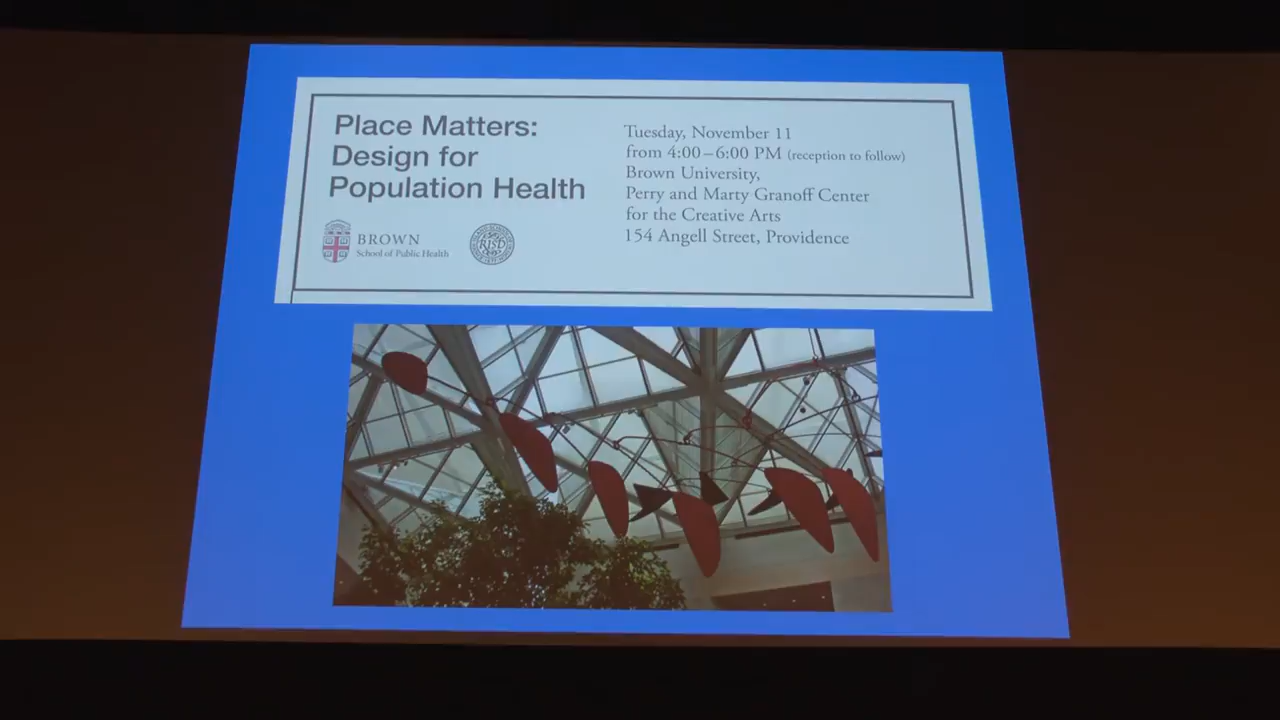 Place Matters:
Design for
Population Health
BROWN
School of Public Health
RISD
Tuesday, November 11
from 4:00–6:00 PM (reception to follow)
Brown University,
Perry and Marty Granoff Center
for the Creative Arts
154 Angell Street, Providence